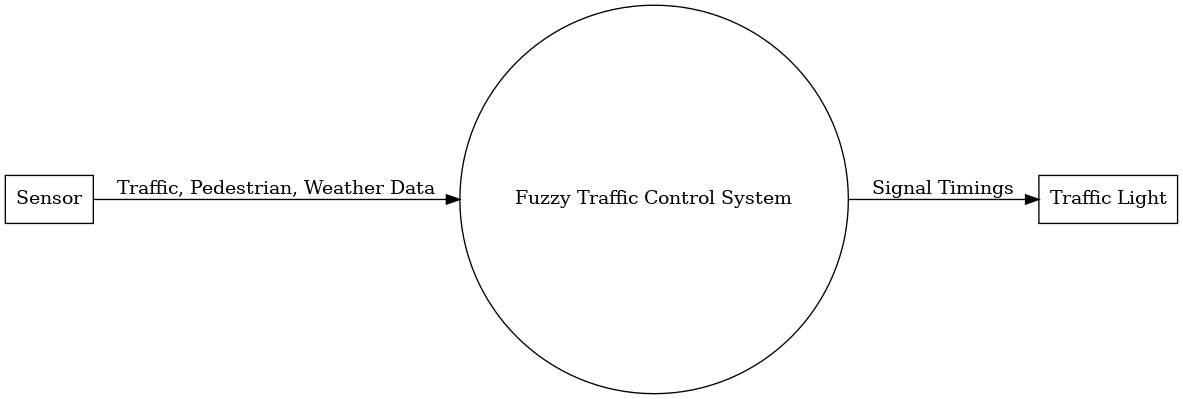 Sensor
Traffic, Pedestrian, Weather Data
Fuzzy Traffic Control System
Signal Timings
Traffic Light